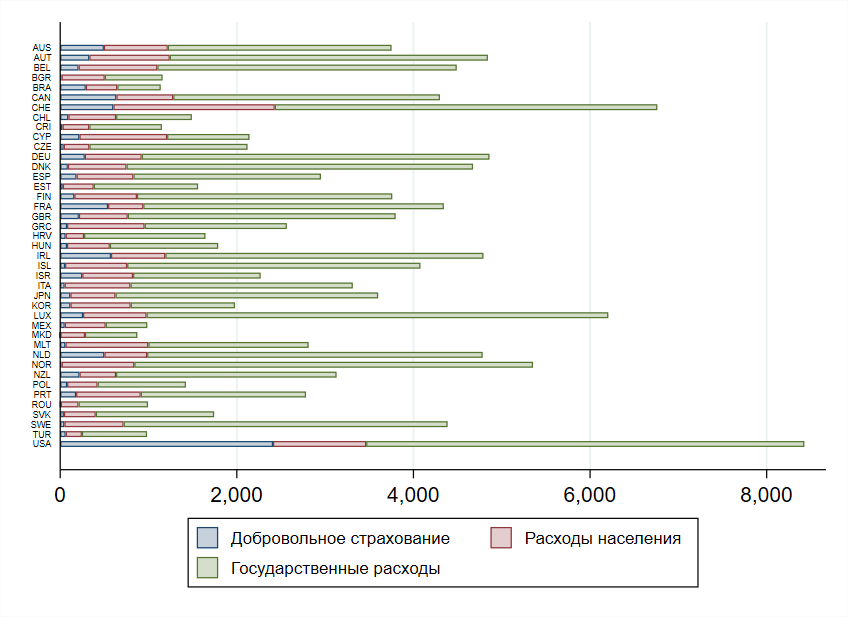 AUS
AUT
BEL
BGR
BRA
CAN
CHE
CHL
CRI
CYP
CZE
DEU
DNK
ESP
EST
FIN
FRA
GBR
GRC
HRV
HUN
IRL
ISL
ISR
ITA
JPN
KOR
LUX
MEX
MKD
MLT
NLD
NOR
NZL
POL
PRT
ROU
SVK
SWE
TUR
USA
0 2,000 4,000 6,000 8,000
Добровольное страхование Расходы населения
Государственные расходы